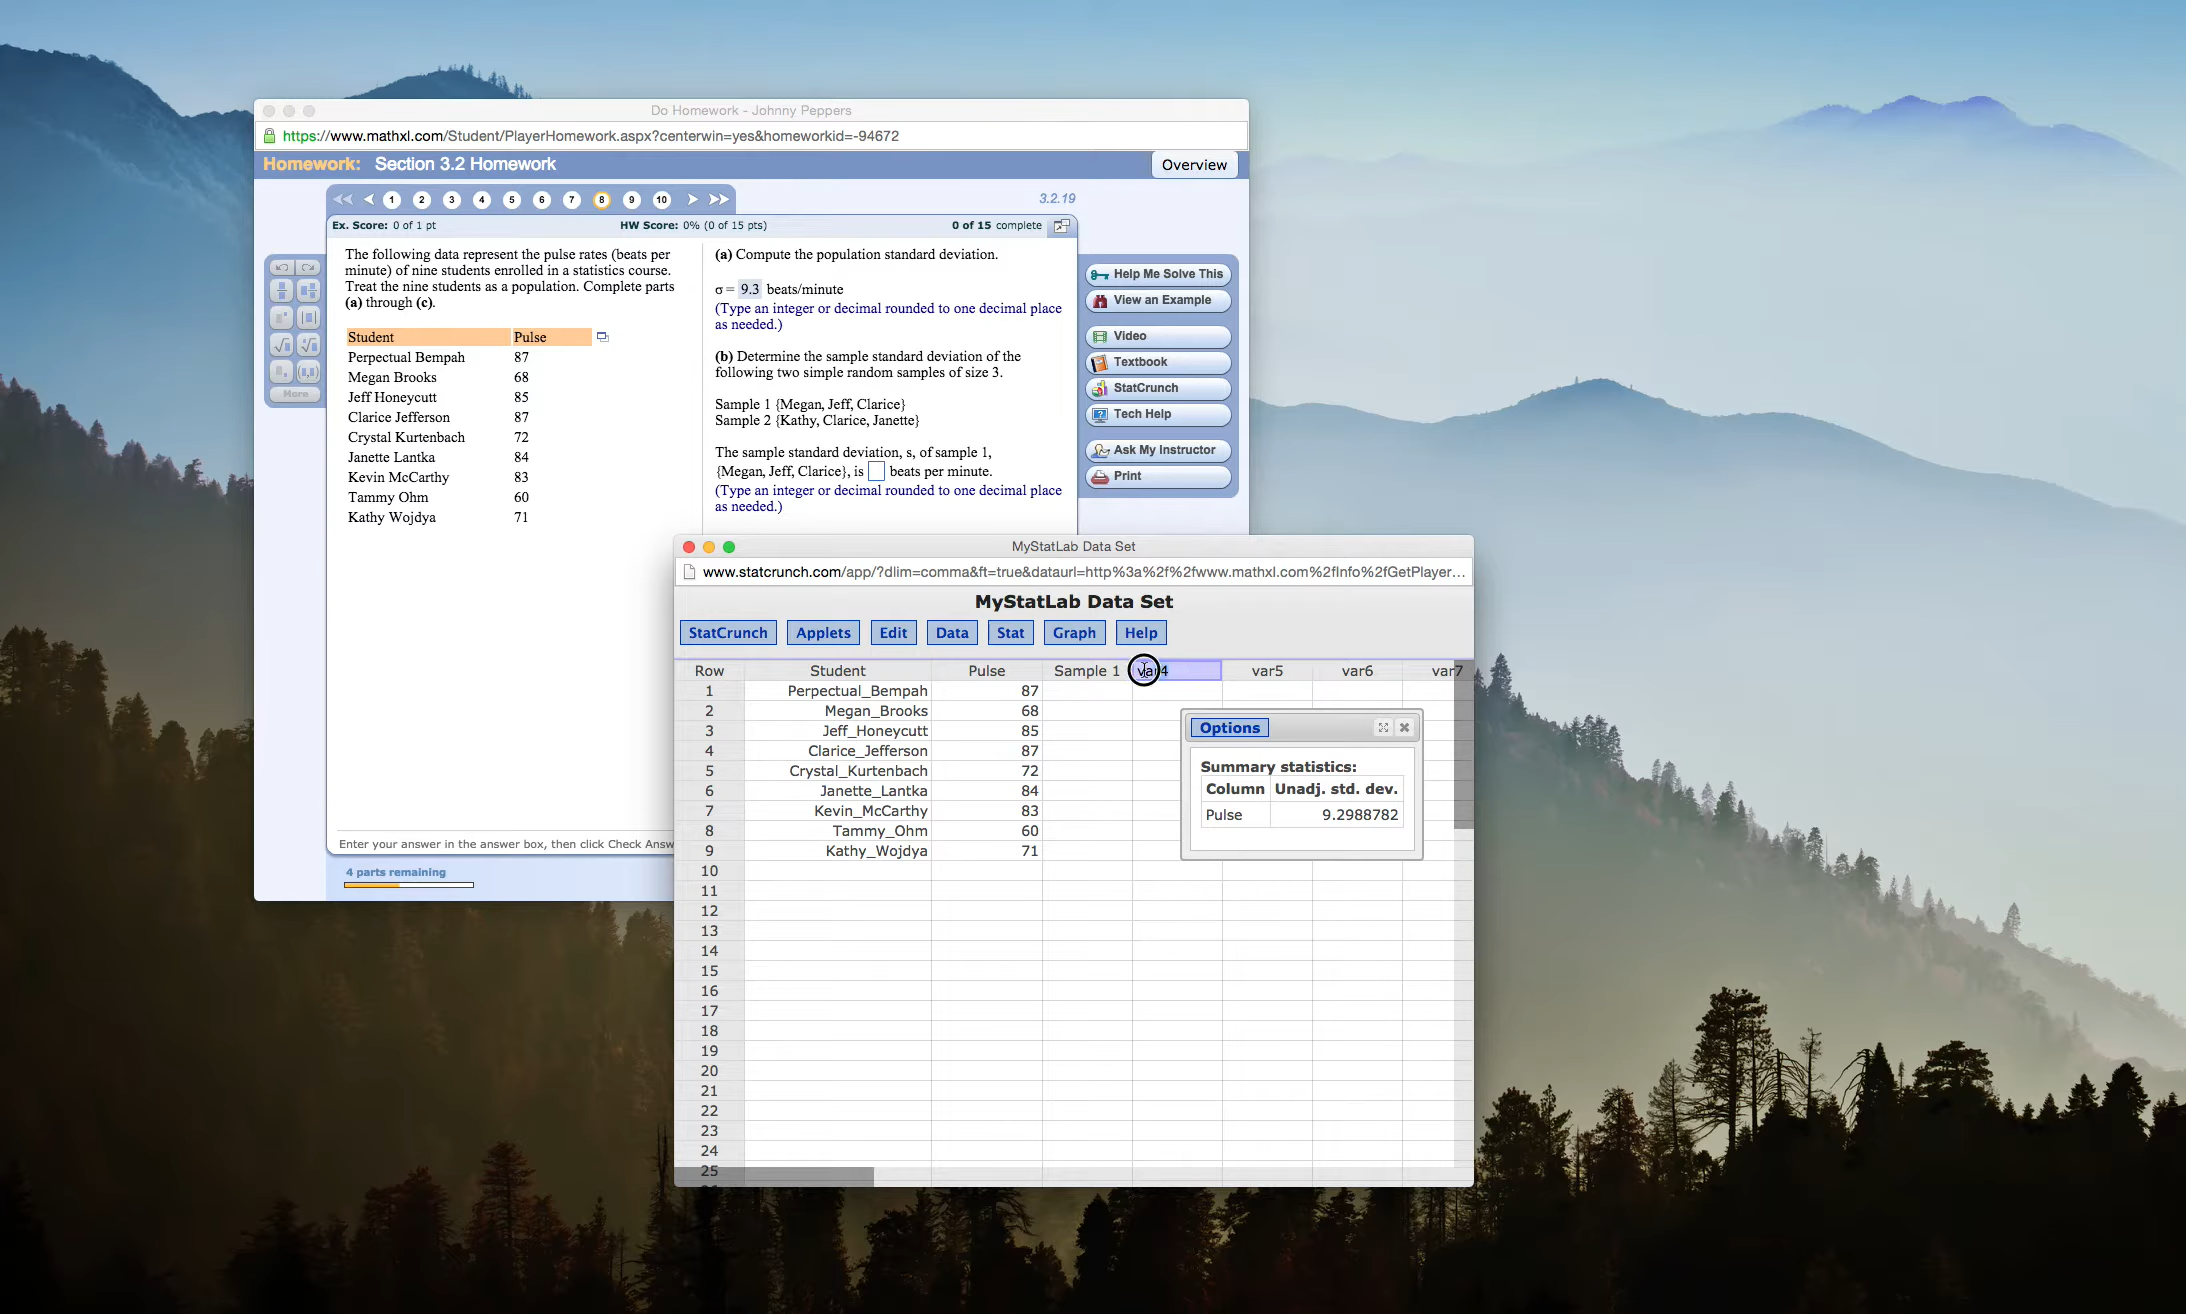 Do Homework - Johnny Peppers
https://www.mathxl.com/Student/PlayerHomework.aspx?centerwin=yes&homeworkid=-94672
Homework: Section 3.2 Homework
Overview
1 2 3 4 5 6 7 8 9 10
3.2.19
Ex. Score: 0 of 1 pt
HW Score: 0% (0 of 15 pts)
0 of 15 complete
The following data represent the pulse rates (beats per
minute) of nine students enrolled in a statistics course.
Treat the nine students as a population. Complete parts
(a) through (c).
Student Pulse
Perpectual Bempah 87
Megan Brooks 68
Jeff Honeycutt 85
Clarice Jefferson 87
Crystal Kurtenbach 72
Janette Lantka 84
Kevin McCarthy 83
Tammy Ohm 60
Kathy Wojdya 71
More
(a) Compute the population standard deviation.
σ = 9.3 beats/minute
(Type an integer or decimal rounded to one decimal place
as needed.)
(b) Determine the sample standard deviation of the
following two simple random samples of size 3.
Sample 1 {Megan, Jeff, Clarice}
Sample 2 {Kathy, Clarice, Janette}
The sample standard deviation, s, of sample 1,
{Megan, Jeff, Clarice}, is beats per minute.
(Type an integer or decimal rounded to one decimal place
as needed.)
Help Me Solve This
View an Example
Video
Textbook
StatCrunch
Tech Help
Ask My Instructor
Print
Enter your answer in the answer box, then click Check Answ
4 parts remaining
MyStatLab Data Set
www.statcrunch.com/app/?dlim=comma&ft=true&dataurl=http%3a%2f%2fwww.mathxl.com%2fInfo%2fGetPlayer...
MyStatLab Data Set
StatCrunch Applets Edit Data Stat Graph Help
Row Student Pulse Sample 1 var4 var5 var6 var7
1 Perpectual_Bempah 87
2 Megan_Brooks 68
3 Jeff_Honeycutt 85
4 Clarice_Jefferson 87
5 Crystal_Kurtenbach 72
6 Janette_Lantka 84
7 Kevin_McCarthy 83
8 Tammy_Ohm 60
9 Kathy_Wojdya 71
10
11
12
13
14
15
16
17
18
19
20
21
22
23
24
25
Options
Summary statistics:
Column Unadj. std. dev.
Pulse 9.2988782